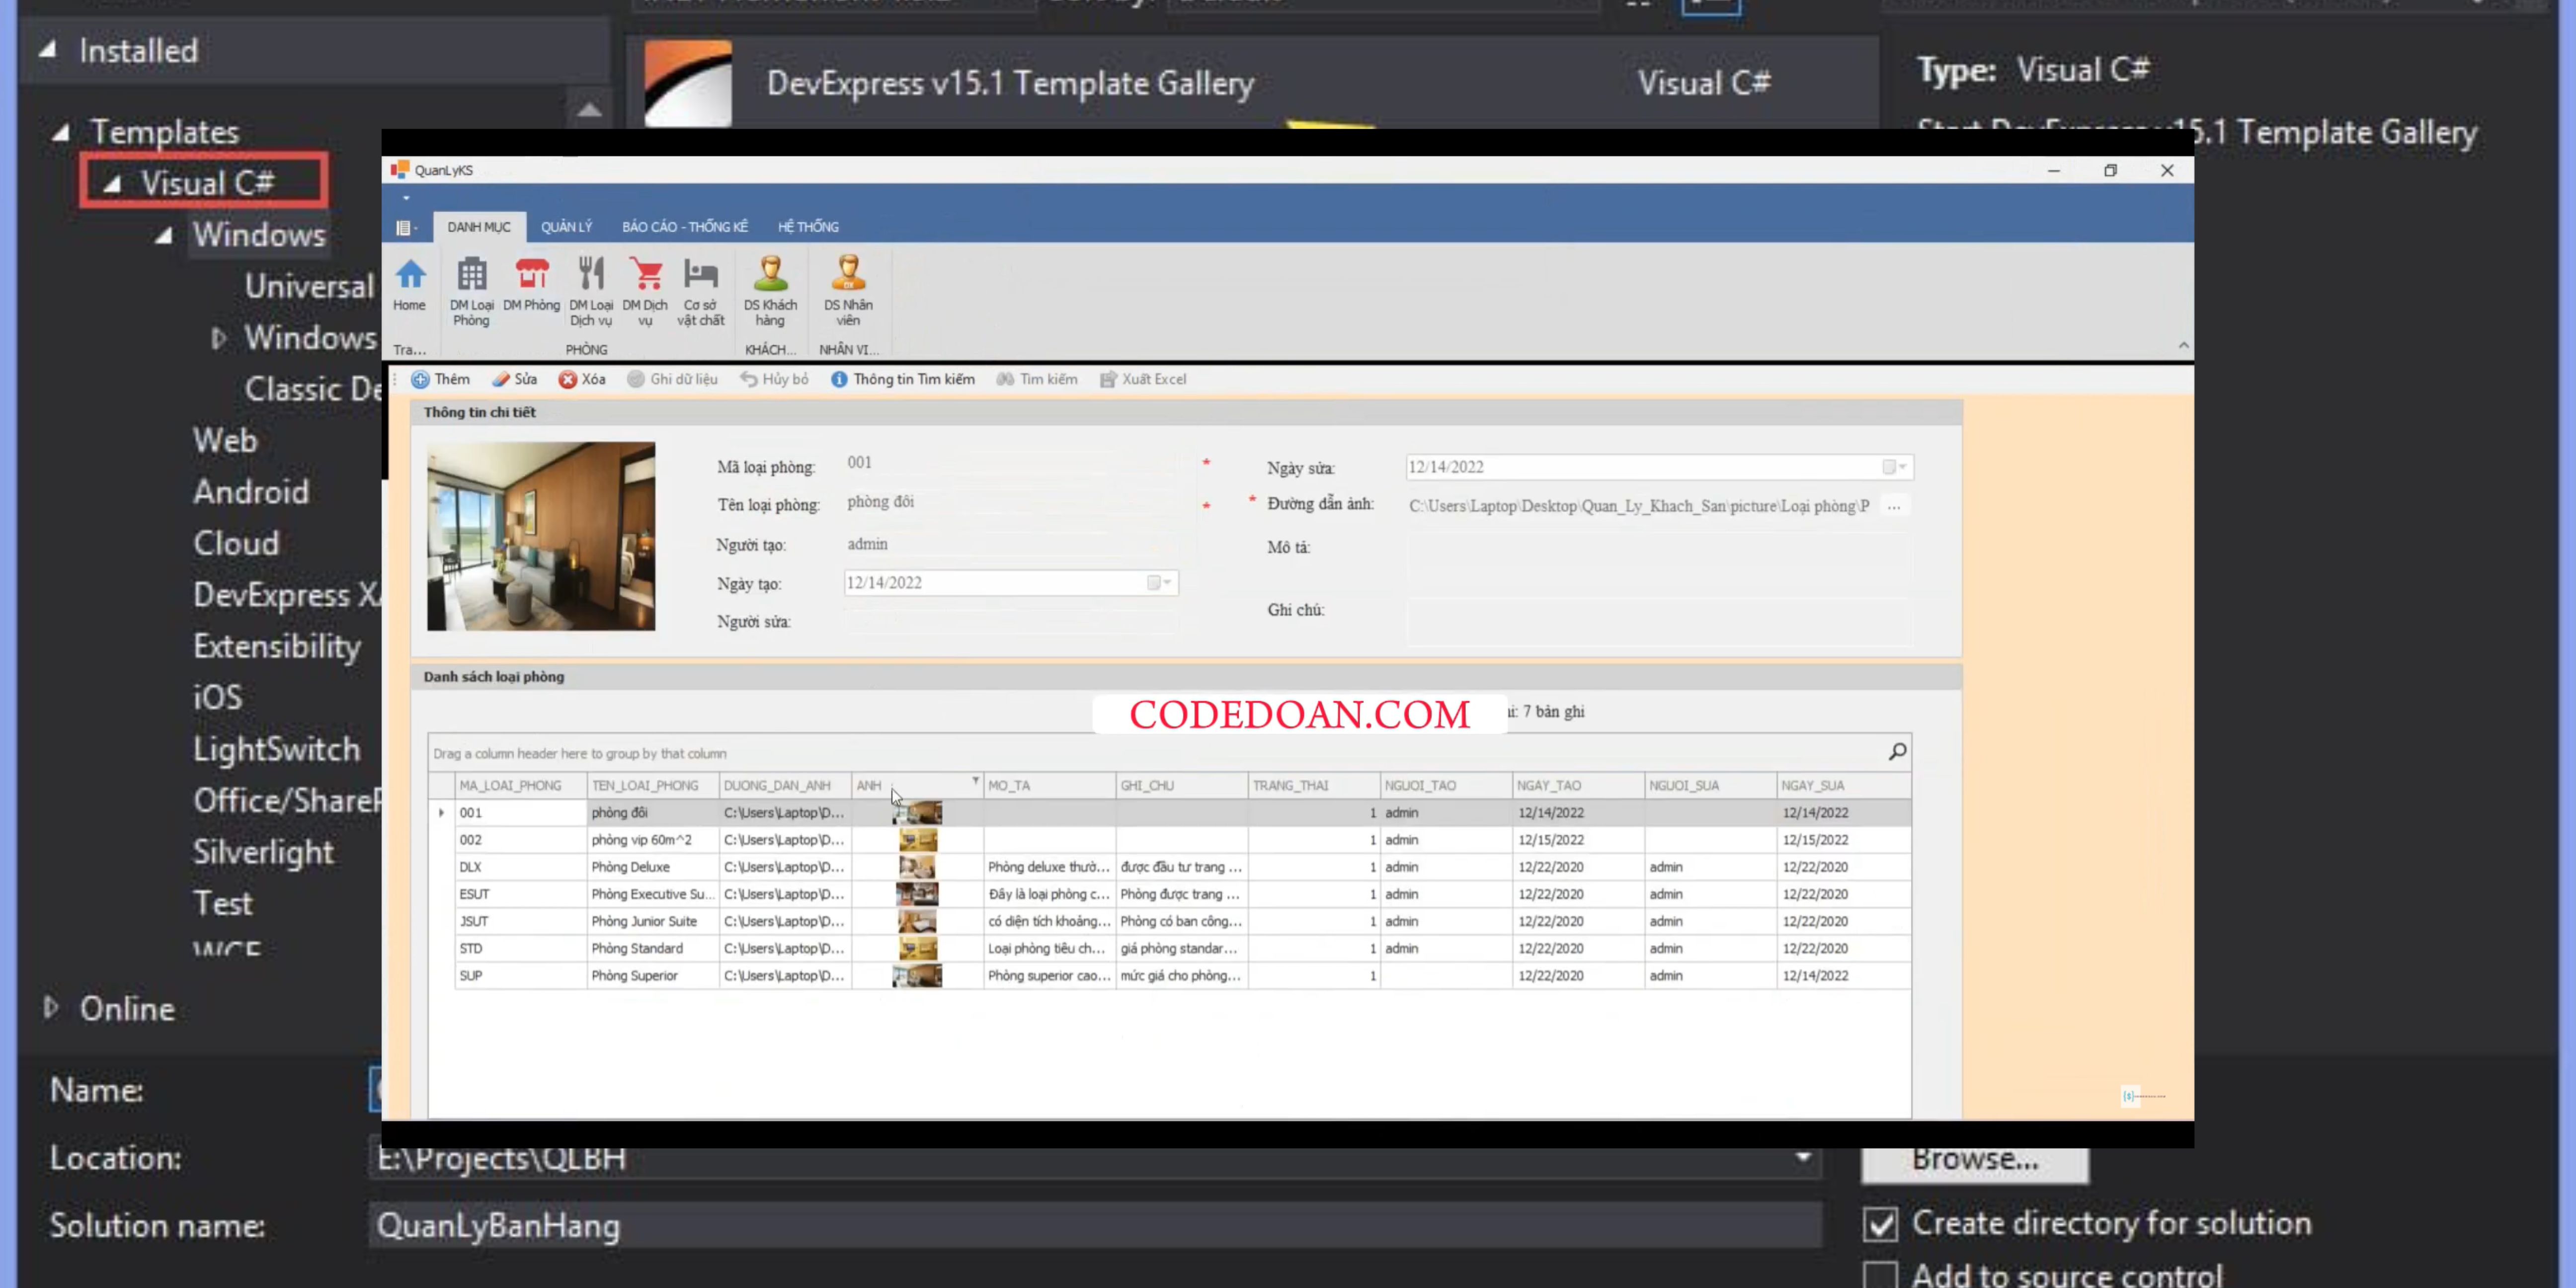 Installed
DevExpress v15.1 Template Gallery
Visual C#
Type: Visual C#
Templates
Start DevExpress v15.1 Template Gallery
Visual C#
Windows
Universal
Windows
Classic De
Web
Android
Cloud
DevExpress XA
Extensibility
iOS
LightSwitch
Office/ShareP
Silverlight
Test
WCF
Online
Name:
Location: E:\Projects\QLBH
Browse...
Solution name: QuanLyBanHang
Create directory for solution
Add to source control
QuanLyKS
DANH MỤC QUẢN LÝ BÁO CÁO - THỐNG KÊ HỆ THỐNG
Home
DM Loại Phòng
DM Phòng
DM Loại Dịch vụ
DM Dịch vụ
Cơ sở vật chất
DS Khách hàng
DS Nhân viên
Tra... PHÒNG KHÁCH... NHÂN VI...
Thêm Sửa Xóa Ghi dữ liệu Hủy bỏ Thông tin Tìm kiếm Tìm kiếm Xuất Excel
Thông tin chi tiết
Mã loại phòng: 001 *
Tên loại phòng: phòng đôi *
Người tạo: admin
Ngày tạo: 12/14/2022
Người sửa:
Ngày sửa: 12/14/2022
* Đường dẫn ảnh: C:\Users\Laptop\Desktop\Quan_Ly_Khach_San\picture\Loại phòng\P ...
Mô tả:
Ghi chú:
Danh sách loại phòng
CODEDOAN.COM
i: 7 bản ghi
Drag a column header here to group by that column
MA_LOAI_PHONG TEN_LOAI_PHONG DUONG_DAN_ANH ANH MO_TA GHI_CHU TRANG_THAI NGUOI_TAO NGAY_TAO NGUOI_SUA NGAY_SUA
001 phòng đôi C:\Users\Laptop\D... 1 admin 12/14/2022 12/14/2022
002 phòng vip 60m^2 C:\Users\Laptop\D... 1 admin 12/15/2022 12/15/2022
DLX Phòng Deluxe C:\Users\Laptop\D... Phòng deluxe thườ... được đầu tư trang ... 1 admin 12/22/2020 admin 12/22/2020
ESUT Phòng Executive Su... C:\Users\Laptop\D... Đây là loại phòng c... Phòng được trang ... 1 admin 12/22/2020 admin 12/22/2020
JSUT Phòng Junior Suite C:\Users\Laptop\D... có diện tích khoảng... Phòng có ban công... 1 admin 12/22/2020 admin 12/22/2020
STD Phòng Standard C:\Users\Laptop\D... Loại phòng tiêu ch... giá phòng standar... 1 admin 12/22/2020 admin 12/22/2020
SUP Phòng Superior C:\Users\Laptop\D... Phòng superior cao... mức giá cho phòng... 1 12/22/2020 admin 12/14/2022